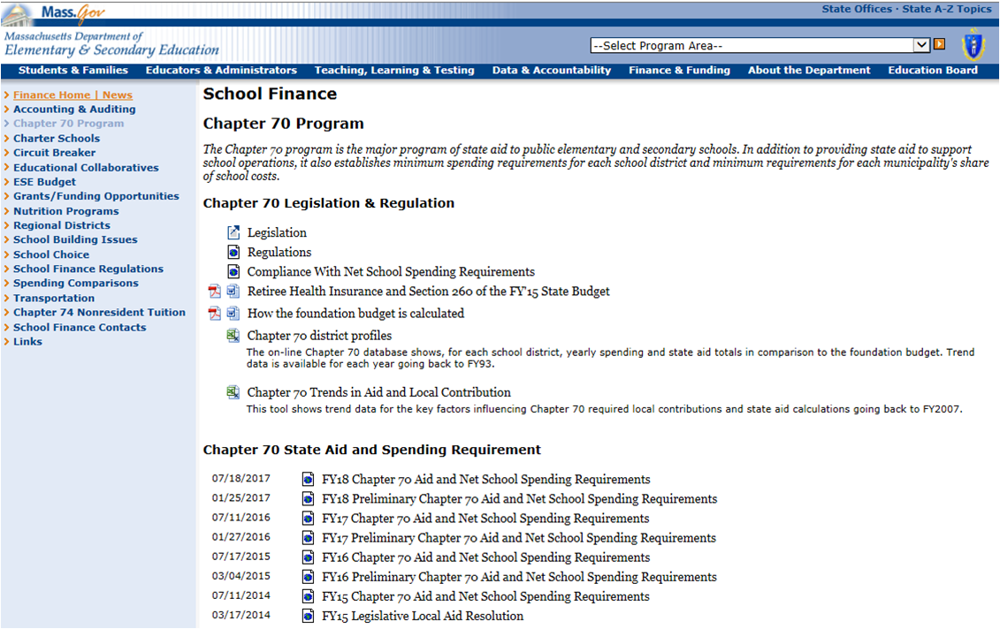 Mass.Gov
State Offices · State A-Z Topics
Massachusetts Department of
Elementary & Secondary Education
--Select Program Area--
Students & Families Educators & Administrators Teaching, Learning & Testing Data & Accountability Finance & Funding About the Department Education Board
Finance Home | News
Accounting & Auditing
Chapter 70 Program
Charter Schools
Circuit Breaker
Educational Collaboratives
ESE Budget
Grants/Funding Opportunities
Nutrition Programs
Regional Districts
School Building Issues
School Choice
School Finance Regulations
Spending Comparisons
Transportation
Chapter 74 Nonresident Tuition
School Finance Contacts
Links
School Finance
Chapter 70 Program
The Chapter 70 program is the major program of state aid to public elementary and secondary schools. In addition to providing state aid to support
school operations, it also establishes minimum spending requirements for each school district and minimum requirements for each municipality's share
of school costs.
Chapter 70 Legislation & Regulation
Legislation
Regulations
Compliance With Net School Spending Requirements
Retiree Health Insurance and Section 260 of the FY'15 State Budget
How the foundation budget is calculated
Chapter 70 district profiles
The on-line Chapter 70 database shows, for each school district, yearly spending and state aid totals in comparison to the foundation budget. Trend
data is available for each year going back to FY93.
Chapter 70 Trends in Aid and Local Contribution
This tool shows trend data for the key factors influencing Chapter 70 required local contributions and state aid calculations going back to FY2007.
Chapter 70 State Aid and Spending Requirement
07/18/2017 FY18 Chapter 70 Aid and Net School Spending Requirements
01/25/2017 FY18 Preliminary Chapter 70 Aid and Net School Spending Requirements
07/11/2016 FY17 Chapter 70 Aid and Net School Spending Requirements
01/27/2016 FY17 Preliminary Chapter 70 Aid and Net School Spending Requirements
07/17/2015 FY16 Chapter 70 Aid and Net School Spending Requirements
03/04/2015 FY16 Preliminary Chapter 70 Aid and Net School Spending Requirements
07/11/2014 FY15 Chapter 70 Aid and Net School Spending Requirements
03/17/2014 FY15 Legislative Local Aid Resolution